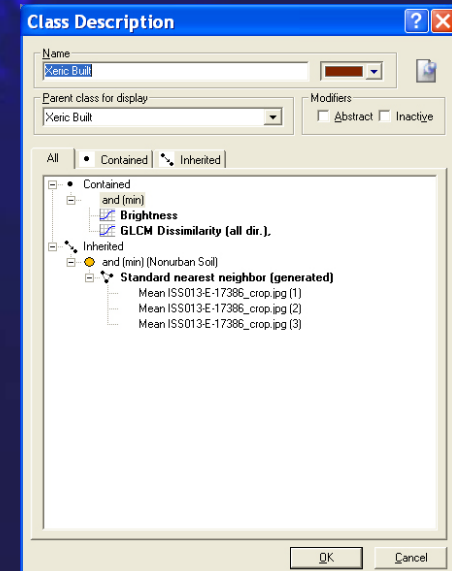 Class Description
Name
Xeric Built
Parent class for display
Xeric Built
Modifiers
Abstract Inactive
All Contained Inherited
Contained
and (min)
Brightness
GLCM Dissimilarity (all dir.),
Inherited
and (min) (Nonurban Soil)
Standard nearest neighbor (generated)
Mean ISS013-E-17386_crop.jpg (1)
Mean ISS013-E-17386_crop.jpg (2)
Mean ISS013-E-17386_crop.jpg (3)
OK Cancel